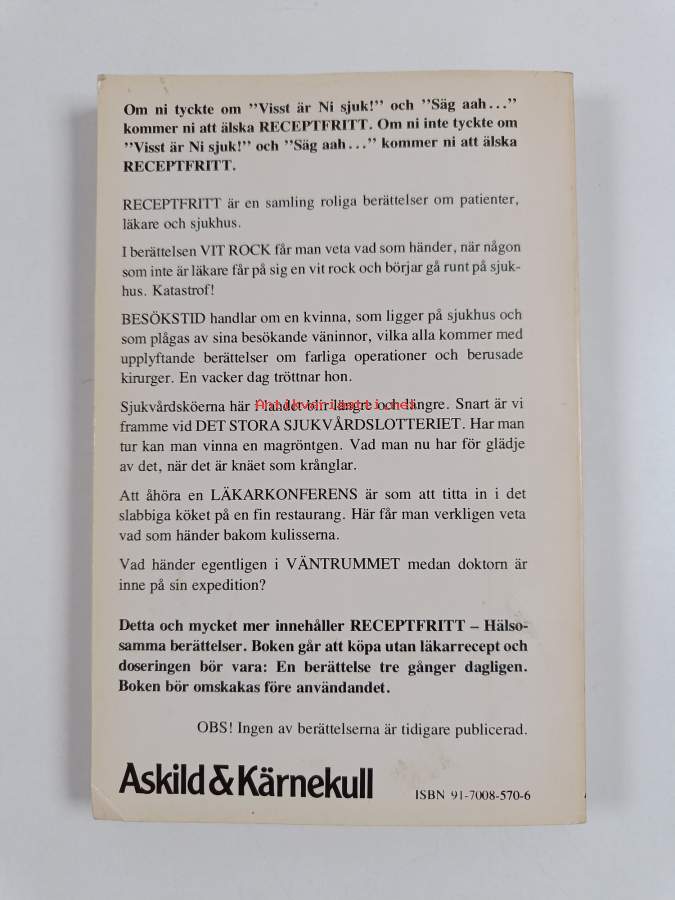 Om ni tyckte om ”Visst är Ni sjuk!” och ”Säg aah...”
kommer ni att älska RECEPTFRITT. Om ni inte tyckte om
”Visst är Ni sjuk!” och ”Säg aah...” kommer ni att älska
RECEPTFRITT.
RECEPTFRITT är en samling roliga berättelser om patienter,
läkare och sjukhus.
I berättelsen VIT ROCK får man veta vad som händer, när någon
som inte är läkare får på sig en vit rock och börjar gå runt på sjuk-
hus. Katastrof!
BESÖKSTID handlar om en kvinna, som ligger på sjukhus och
som plågas av sina besökande väninnor, vilka alla kommer med
upplyftande berättelser om farliga operationer och berusade
kirurger. En vacker dag tröttnar hon.
Sjukvårdsköerna här i landet blir längre och längre. Snart är vi
Antikvariaatti.net
framme vid DET STORA SJUKVÅRDSLOTTERIET. Har man
tur kan man vinna en magröntgen. Vad man nu har för glädje
av det, när det är knäet som krånglar.
Att åhöra en LÄKARKONFERENS är som att titta in i det
slabbiga köket på en fin restaurang. Här får man verkligen veta
vad som händer bakom kulisserna.
Vad händer egentligen i VÄNTRUMMET medan doktorn är
inne på sin expedition?
Detta och mycket mer innehåller RECEPTFRITT – Hälso-
samma berättelser. Boken går att köpa utan läkarrecept och
doseringen bör vara: En berättelse tre gånger dagligen.
Boken bör omskakas före användandet.
OBS! Ingen av berättelserna är tidigare publicerad.
Askild & Kärnekull
ISBN 91-7008-570-6